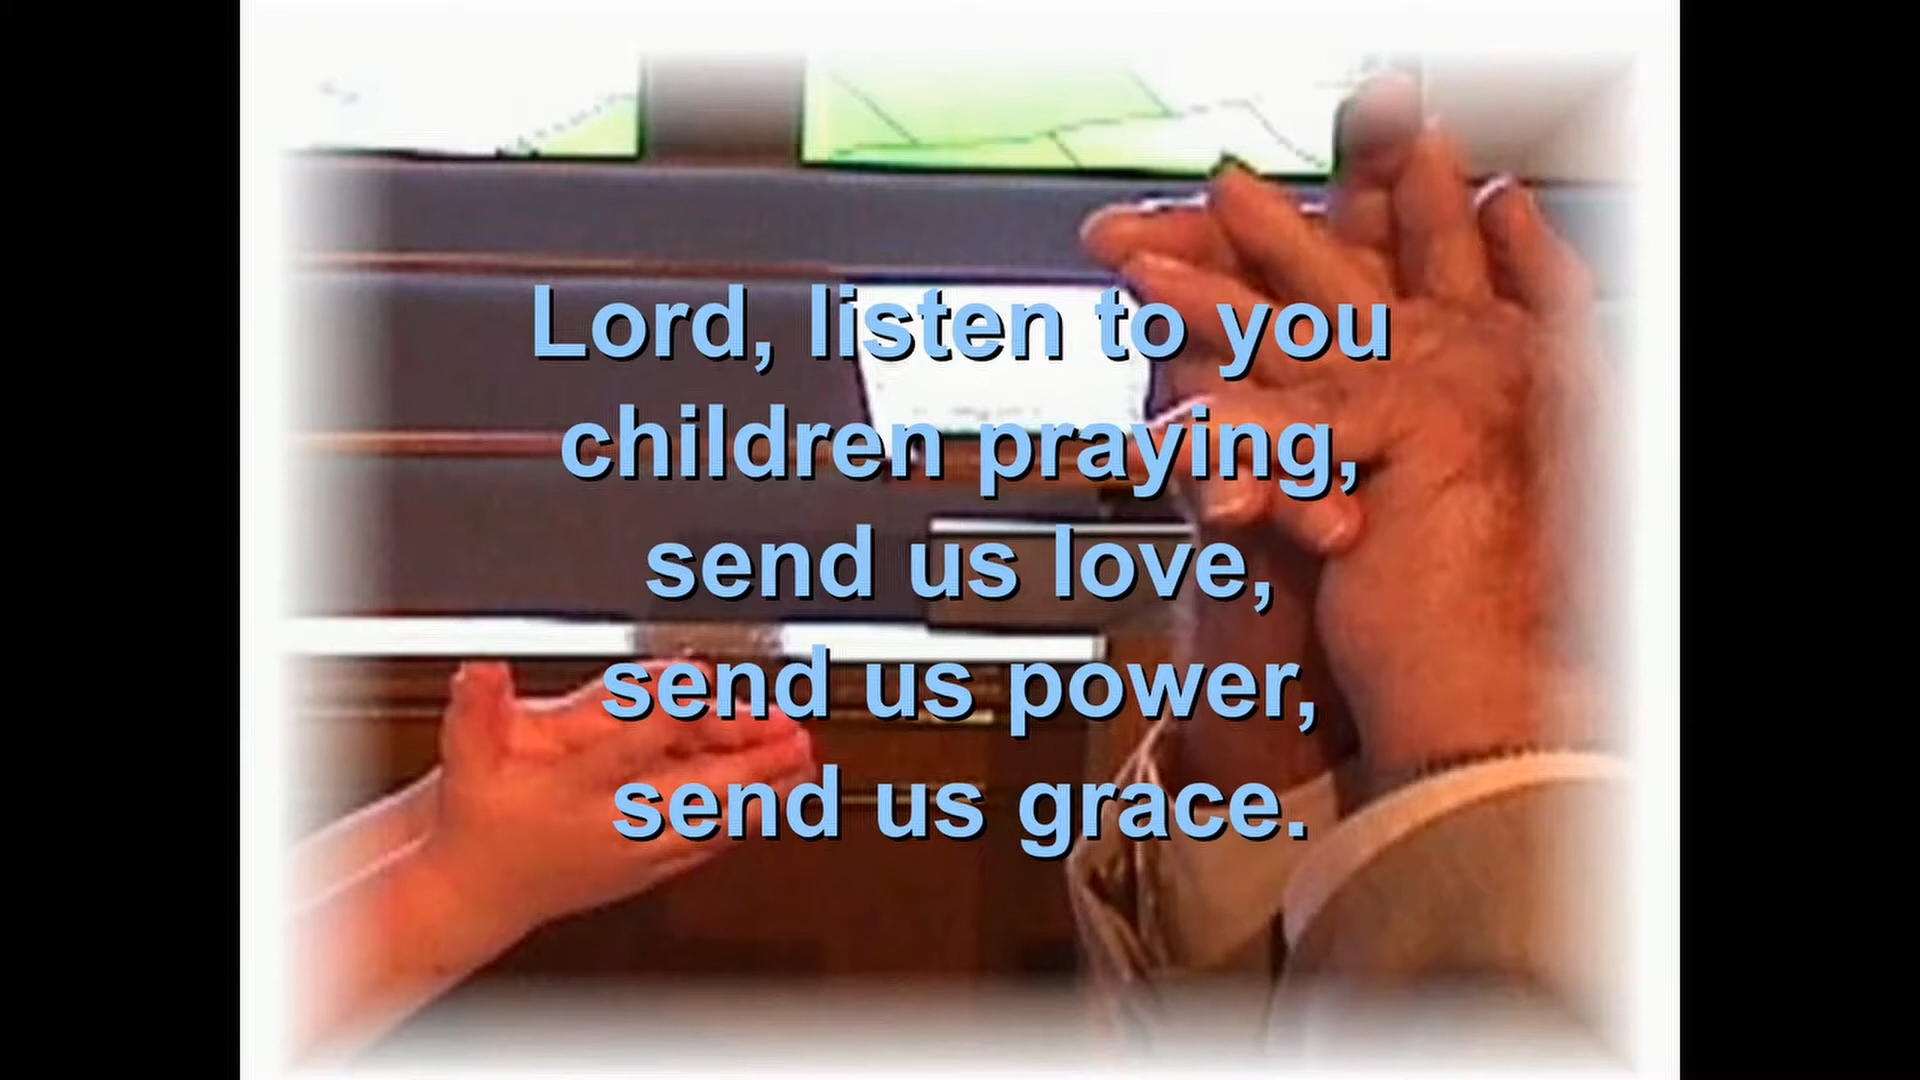 Lord, listen to you
children praying,
send us love,
send us power,
send us grace.